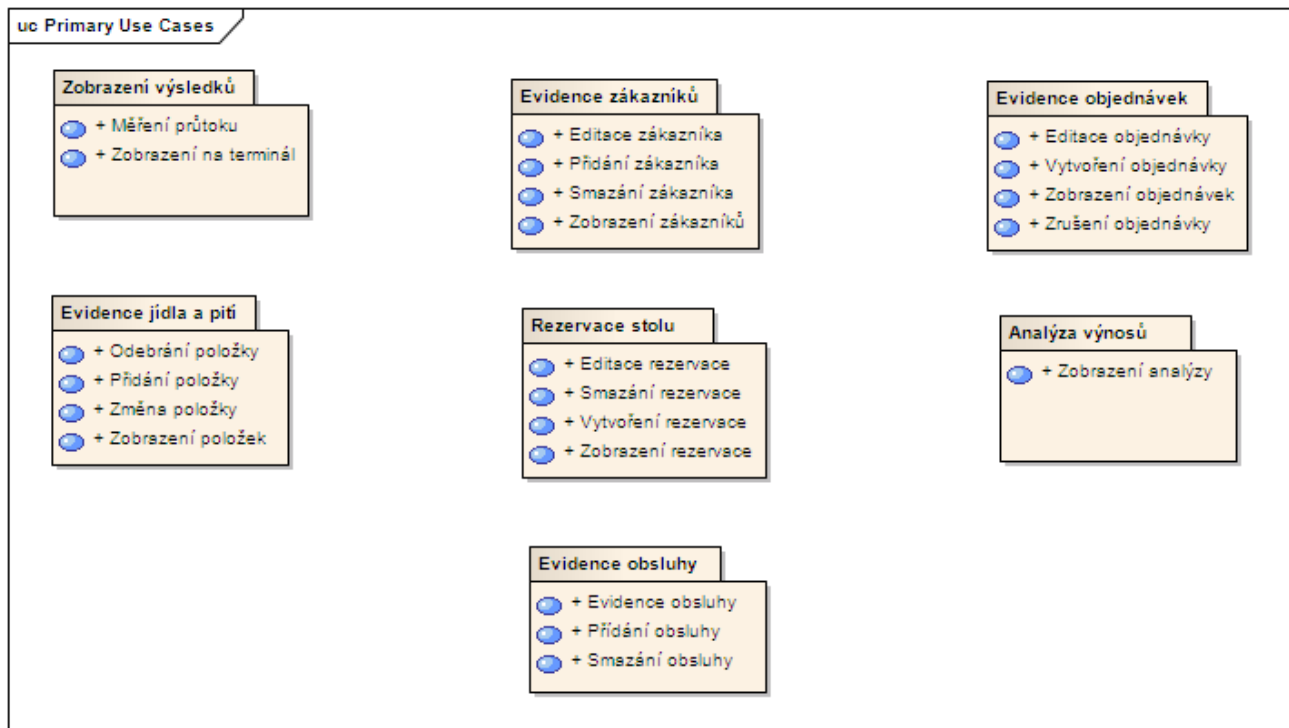 uc Primary Use Cases
Zobrazení výsledků
+ Měření průtoku
+ Zobrazení na terminál
Evidence zákazníků
+ Editace zákazníka
+ Přidání zákazníka
+ Smazání zákazníka
+ Zobrazení zákazníků
Evidence objednávek
+ Editace objednávky
+ Vytvoření objednávky
+ Zobrazení objednávek
+ Zrušení objednávky
Evidence jídla a pití
+ Odebrání položky
+ Přidání položky
+ Změna položky
+ Zobrazení položek
Rezervace stolu
+ Editace rezervace
+ Smazání rezervace
+ Vytvoření rezervace
+ Zobrazení rezervace
Analýza výnosů
+ Zobrazení analýzy
Evidence obsluhy
+ Evidence obsluhy
+ Přídání obsluhy
+ Smazání obsluhy